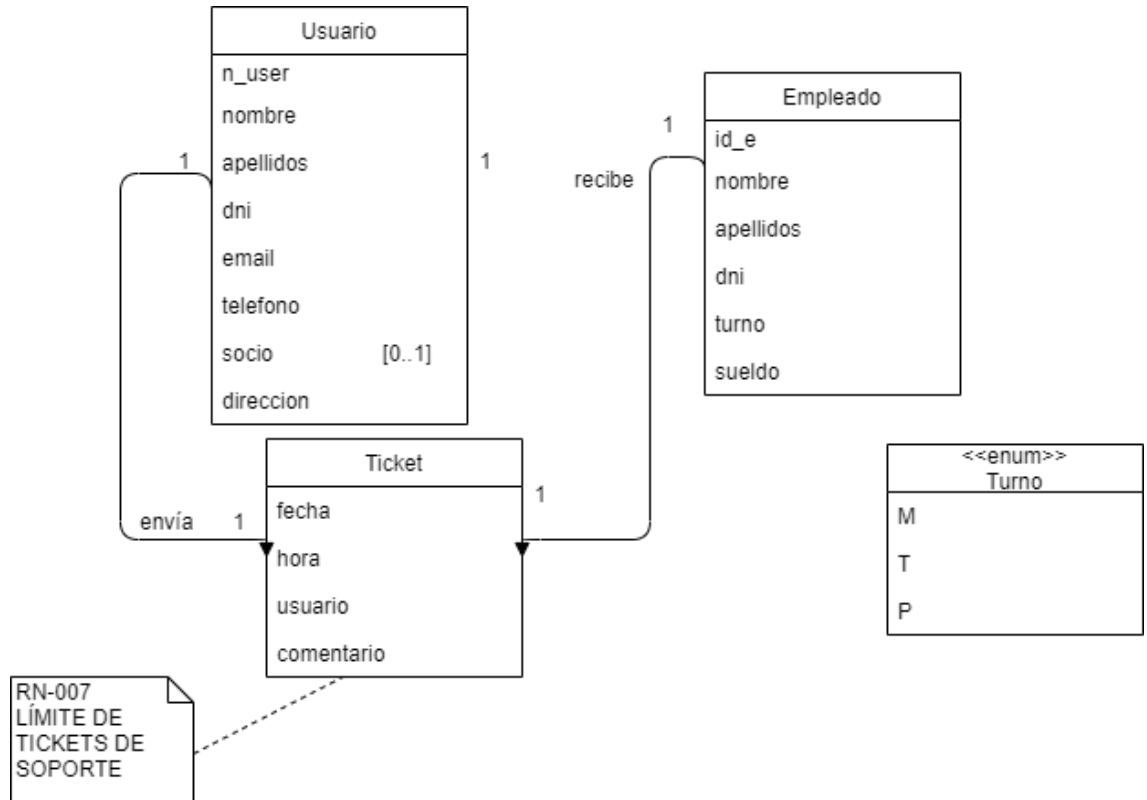 Usuario
n_user
nombre
apellidos
dni
email
telefono
socio [0..1]
direccion
1
1
Empleado
id_e
nombre
apellidos
dni
turno
sueldo
1
recibe
Ticket
fecha
hora
usuario
comentario
envía 1
1
<<enum>>
Turno
M
T
P
RN-007
LÍMITE DE
TICKETS DE
SOPORTE